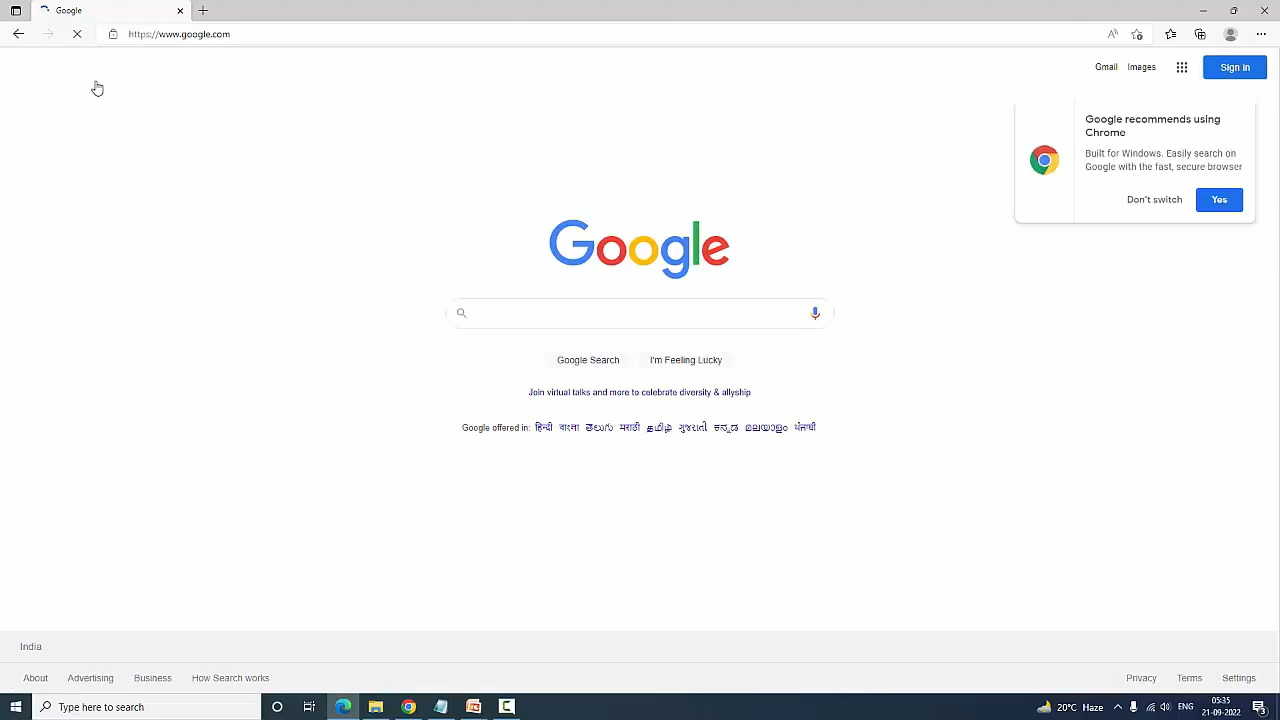 Google
https://www.google.com
Gmail Images Sign in
Google recommends using
Chrome
Built for Windows. Easily search on
Google with the fast, secure browser
Don't switch Yes
Google
Google Search I'm Feeling Lucky
Join virtual talks and more to celebrate diversity & allyship
Google offered in: हिन्दी বাংলা తెలుగు मराठी தமிழ் ગુજરાતી ಕನ್ನಡ മലയാളം ਪੰਜਾਬੀ
India
About Advertising Business How Search works Privacy Terms Settings
Type here to search 20°C Haze ENG 05:35
21-09-2022